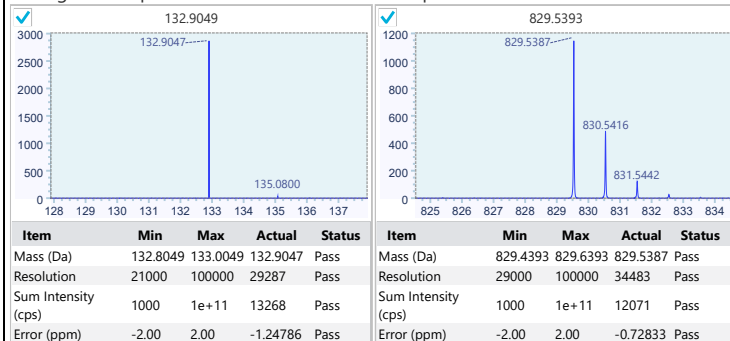 132.9049
3000
2500
2000
1500
1000
500
0
132.9047
135.0800
128 129 130 131 132 133 134 135 136 137
Item Min Max Actual Status
Mass (Da) 132.8049 133.0049 132.9047 Pass
Resolution 21000 100000 29287 Pass
Sum Intensity (cps) 1000 1e+11 13268 Pass
Error (ppm) -2.00 2.00 -1.24786 Pass
829.5393
1200
1000
800
600
400
200
0
829.5387
830.5416
831.5442
825 826 827 828 829 830 831 832 833 834
Item Min Max Actual Status
Mass (Da) 829.4393 829.6393 829.5387 Pass
Resolution 29000 100000 34483 Pass
Sum Intensity (cps) 1000 1e+11 12071 Pass
Error (ppm) -2.00 2.00 -0.72833 Pass